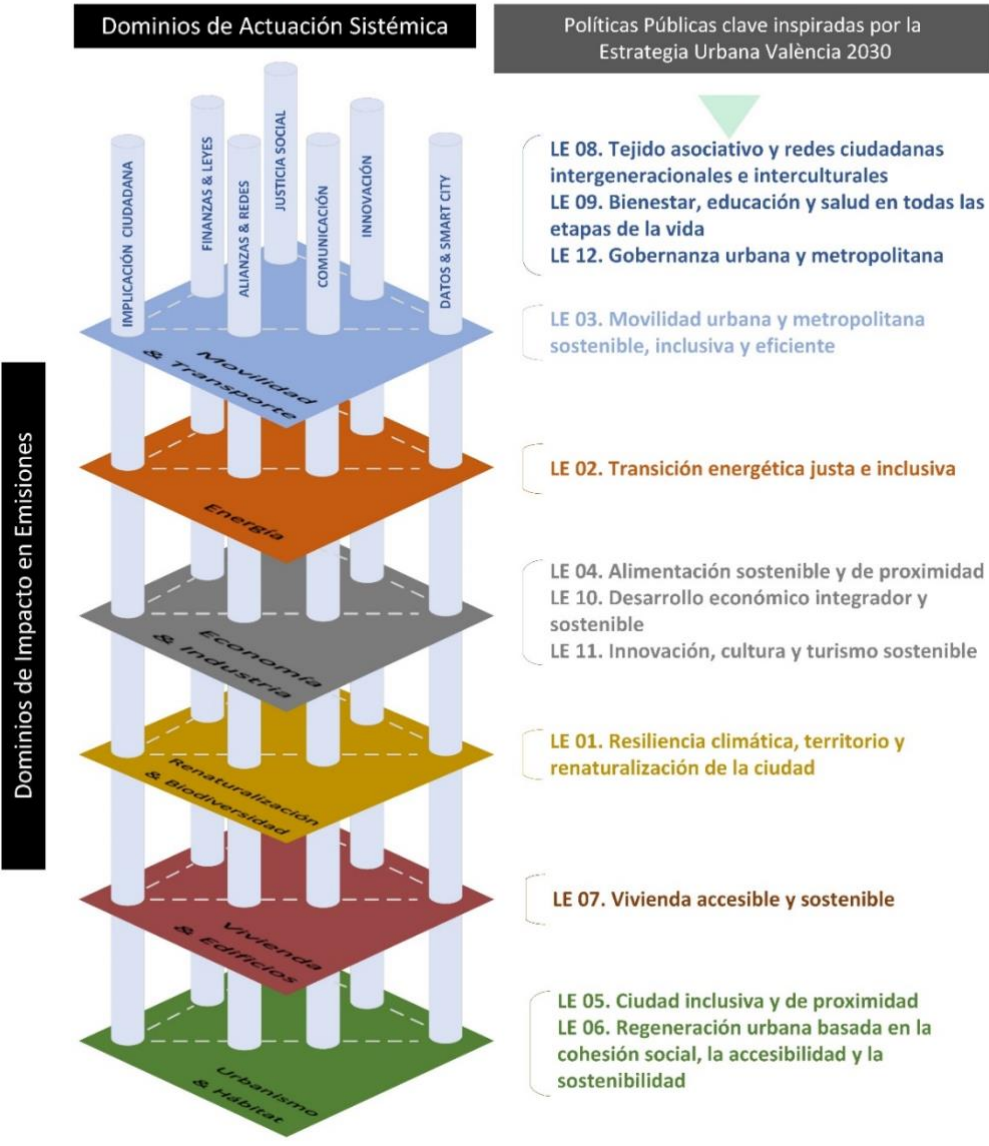 Dominios de Actuación Sistémica
Políticas Públicas clave inspiradas por la
Estrategia Urbana València 2030
IMPLICACIÓN CIUDADANA
FINANZAS & LEYES
ALIANZAS & REDES
JUSTICIA SOCIAL
COMUNICACIÓN
INNOVACIÓN
DATOS & SMART CITY
LE 08. Tejido asociativo y redes ciudadanas
intergeneracionales e interculturales
LE 09. Bienestar, educación y salud en todas las
etapas de la vida
LE 12. Gobernanza urbana y metropolitana
Dominios de Impacto en Emisiones
Movilidad
& Transporte
LE 03. Movilidad urbana y metropolitana
sostenible, inclusiva y eficiente
Energía
LE 02. Transición energética justa e inclusiva
Economía
& Industria
LE 04. Alimentación sostenible y de proximidad
LE 10. Desarrollo económico integrador y
sostenible
LE 11. Innovación, cultura y turismo sostenible
Renaturalización
& Biodiversidad
LE 01. Resiliencia climática, territorio y
renaturalización de la ciudad
Vivienda
& Edificios
LE 07. Vivienda accesible y sostenible
Urbanismo
& Hábitat
LE 05. Ciudad inclusiva y de proximidad
LE 06. Regeneración urbana basada en la
cohesión social, la accesibilidad y la
sostenibilidad